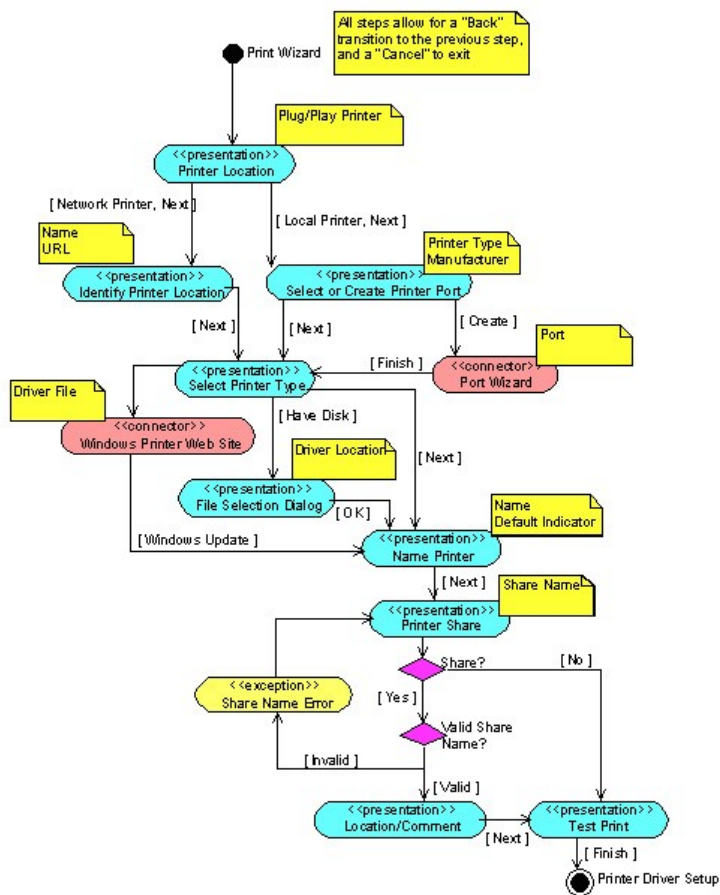 All steps allow for a "Back"
transition to the previous step,
and a "Cancel" to exit
Print Wizard
Plug/Play Printer
<<presentation>>
Printer Location
[ Network Printer, Next ]
[ Local Printer, Next ]
Name
URL
Printer Type
Manufacturer
<<presentation>>
Identify Printer Location
<<presentation>>
Select or Create Printer Port
[ Next ]
[ Next ]
[ Create ]
Port
[ Finish ]
<<presentation>>
Select Printer Type
<<connector>>
Port Wizard
Driver File
<<connector>>
Windows Printer Web Site
[ Have Disk ]
Driver Location
[ Next ]
<<presentation>>
File Selection Dialog
[ OK ]
Name
Default Indicator
[ Windows Update ]
<<presentation>>
Name Printer
[ Next ]
Share Name
<<presentation>>
Printer Share
Share?
[ No ]
<<exception>>
Share Name Error
[ Yes ]
Valid Share
Name?
[ Invalid ]
[ Valid ]
<<presentation>>
Location/Comment
[ Next ]
<<presentation>>
Test Print
[ Finish ]
Printer Driver Setup